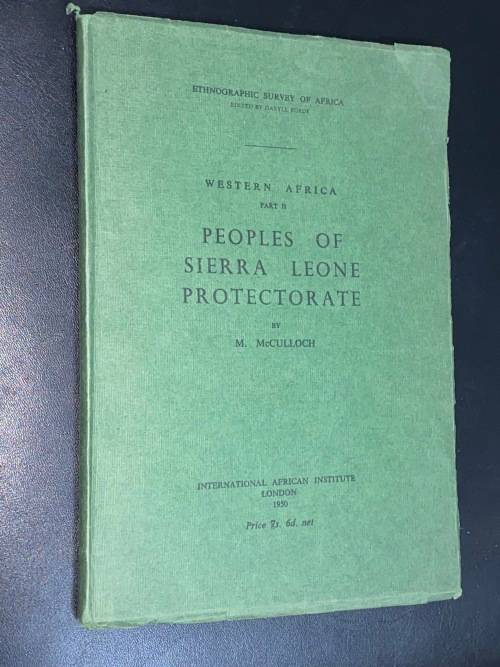 ETHNOGRAPHIC SURVEY OF AFRICA
EDITED BY DARYLL FORDE
WESTERN AFRICA
PART II
PEOPLES OF
SIERRA LEONE
PROTECTORATE
BY
M. McCULLOCH
INTERNATIONAL AFRICAN INSTITUTE
LONDON
1950
Price 6d. net